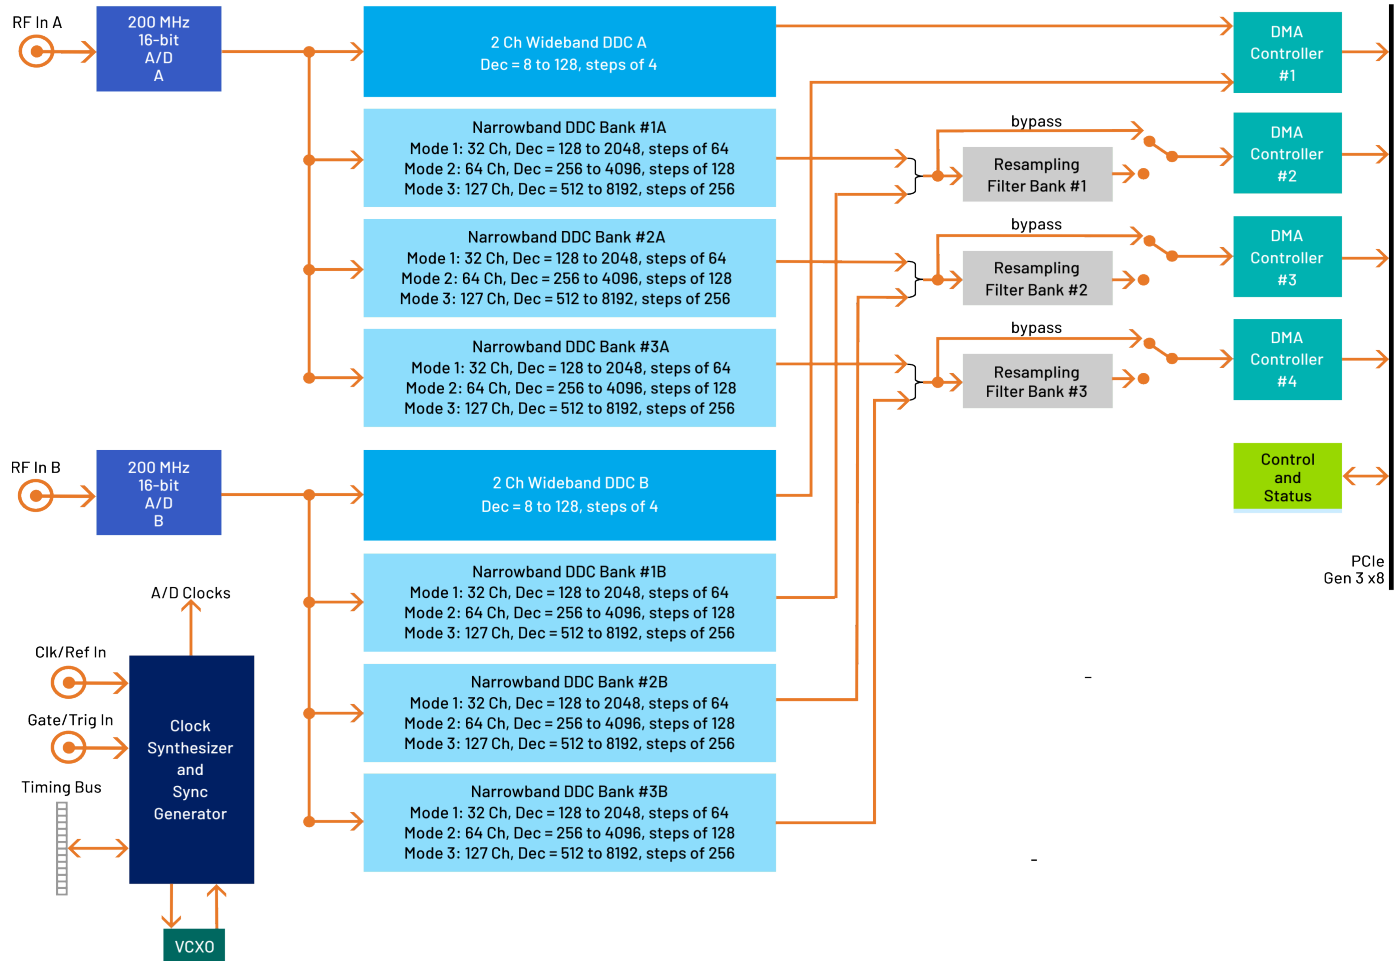 RF In A
200 MHz
16-bit
A/D
A
2 Ch Wideband DDC A
Dec = 8 to 128, steps of 4
DMA
Controller
#1
Narrowband DDC Bank #1A
Mode 1: 32 Ch, Dec = 128 to 2048, steps of 64
Mode 2: 64 Ch, Dec = 256 to 4096, steps of 128
Mode 3: 127 Ch, Dec = 512 to 8192, steps of 256
bypass
Resampling
Filter Bank #1
DMA
Controller
#2
Narrowband DDC Bank #2A
Mode 1: 32 Ch, Dec = 128 to 2048, steps of 64
Mode 2: 64 Ch, Dec = 256 to 4096, steps of 128
Mode 3: 127 Ch, Dec = 512 to 8192, steps of 256
bypass
Resampling
Filter Bank #2
DMA
Controller
#3
Narrowband DDC Bank #3A
Mode 1: 32 Ch, Dec = 128 to 2048, steps of 64
Mode 2: 64 Ch, Dec = 256 to 4096, steps of 128
Mode 3: 127 Ch, Dec = 512 to 8192, steps of 256
bypass
Resampling
Filter Bank #3
DMA
Controller
#4
RF In B
200 MHz
16-bit
A/D
B
2 Ch Wideband DDC B
Dec = 8 to 128, steps of 4
Control
and
Status
PCIe
Gen 3 x8
Narrowband DDC Bank #1B
Mode 1: 32 Ch, Dec = 128 to 2048, steps of 64
Mode 2: 64 Ch, Dec = 256 to 4096, steps of 128
Mode 3: 127 Ch, Dec = 512 to 8192, steps of 256
A/D Clocks
Clk/Ref In
Gate/Trig In
Timing Bus
Clock
Synthesizer
and
Sync
Generator
VCXO
Narrowband DDC Bank #2B
Mode 1: 32 Ch, Dec = 128 to 2048, steps of 64
Mode 2: 64 Ch, Dec = 256 to 4096, steps of 128
Mode 3: 127 Ch, Dec = 512 to 8192, steps of 256
Narrowband DDC Bank #3B
Mode 1: 32 Ch, Dec = 128 to 2048, steps of 64
Mode 2: 64 Ch, Dec = 256 to 4096, steps of 128
Mode 3: 127 Ch, Dec = 512 to 8192, steps of 256